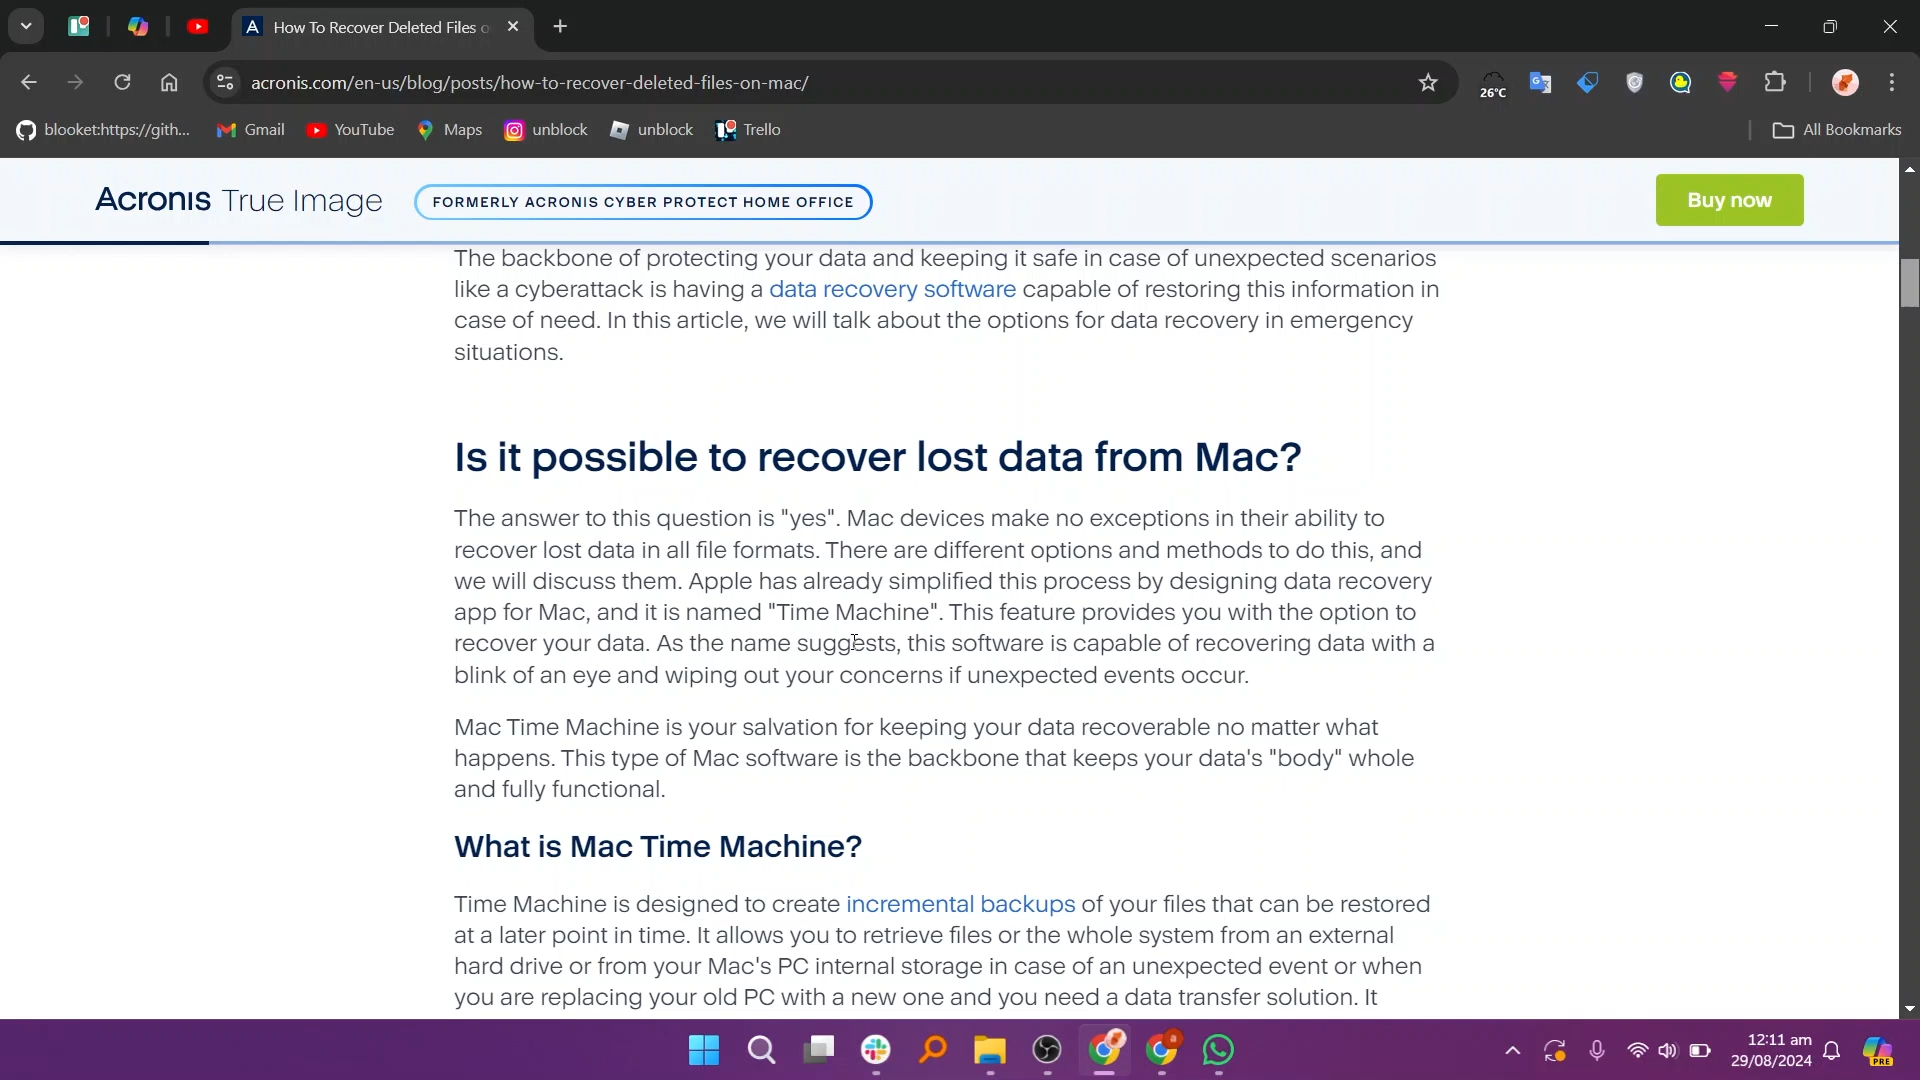 How To Recover Deleted Files o
acronis.com/en-us/blog/posts/how-to-recover-deleted-files-on-mac/
26°C
blooket:https://gith...
Gmail
YouTube
Maps
unblock
unblock
Trello
All Bookmarks
Acronis True Image
FORMERLY ACRONIS CYBER PROTECT HOME OFFICE
Buy now
The backbone of protecting your data and keeping it safe in case of unexpected scenarios
like a cyberattack is having a data recovery software capable of restoring this information in
case of need. In this article, we will talk about the options for data recovery in emergency
situations.
Is it possible to recover lost data from Mac?
The answer to this question is "yes". Mac devices make no exceptions in their ability to
recover lost data in all file formats. There are different options and methods to do this, and
we will discuss them. Apple has already simplified this process by designing data recovery
app for Mac, and it is named "Time Machine". This feature provides you with the option to
recover your data. As the name suggests, this software is capable of recovering data with a
blink of an eye and wiping out your concerns if unexpected events occur.
Mac Time Machine is your salvation for keeping your data recoverable no matter what
happens. This type of Mac software is the backbone that keeps your data's "body" whole
and fully functional.
What is Mac Time Machine?
Time Machine is designed to create incremental backups of your files that can be restored
at a later point in time. It allows you to retrieve files or the whole system from an external
hard drive or from your Mac's PC internal storage in case of an unexpected event or when
you are replacing your old PC with a new one and you need a data transfer solution. It
12:11 am
29/08/2024
PRE